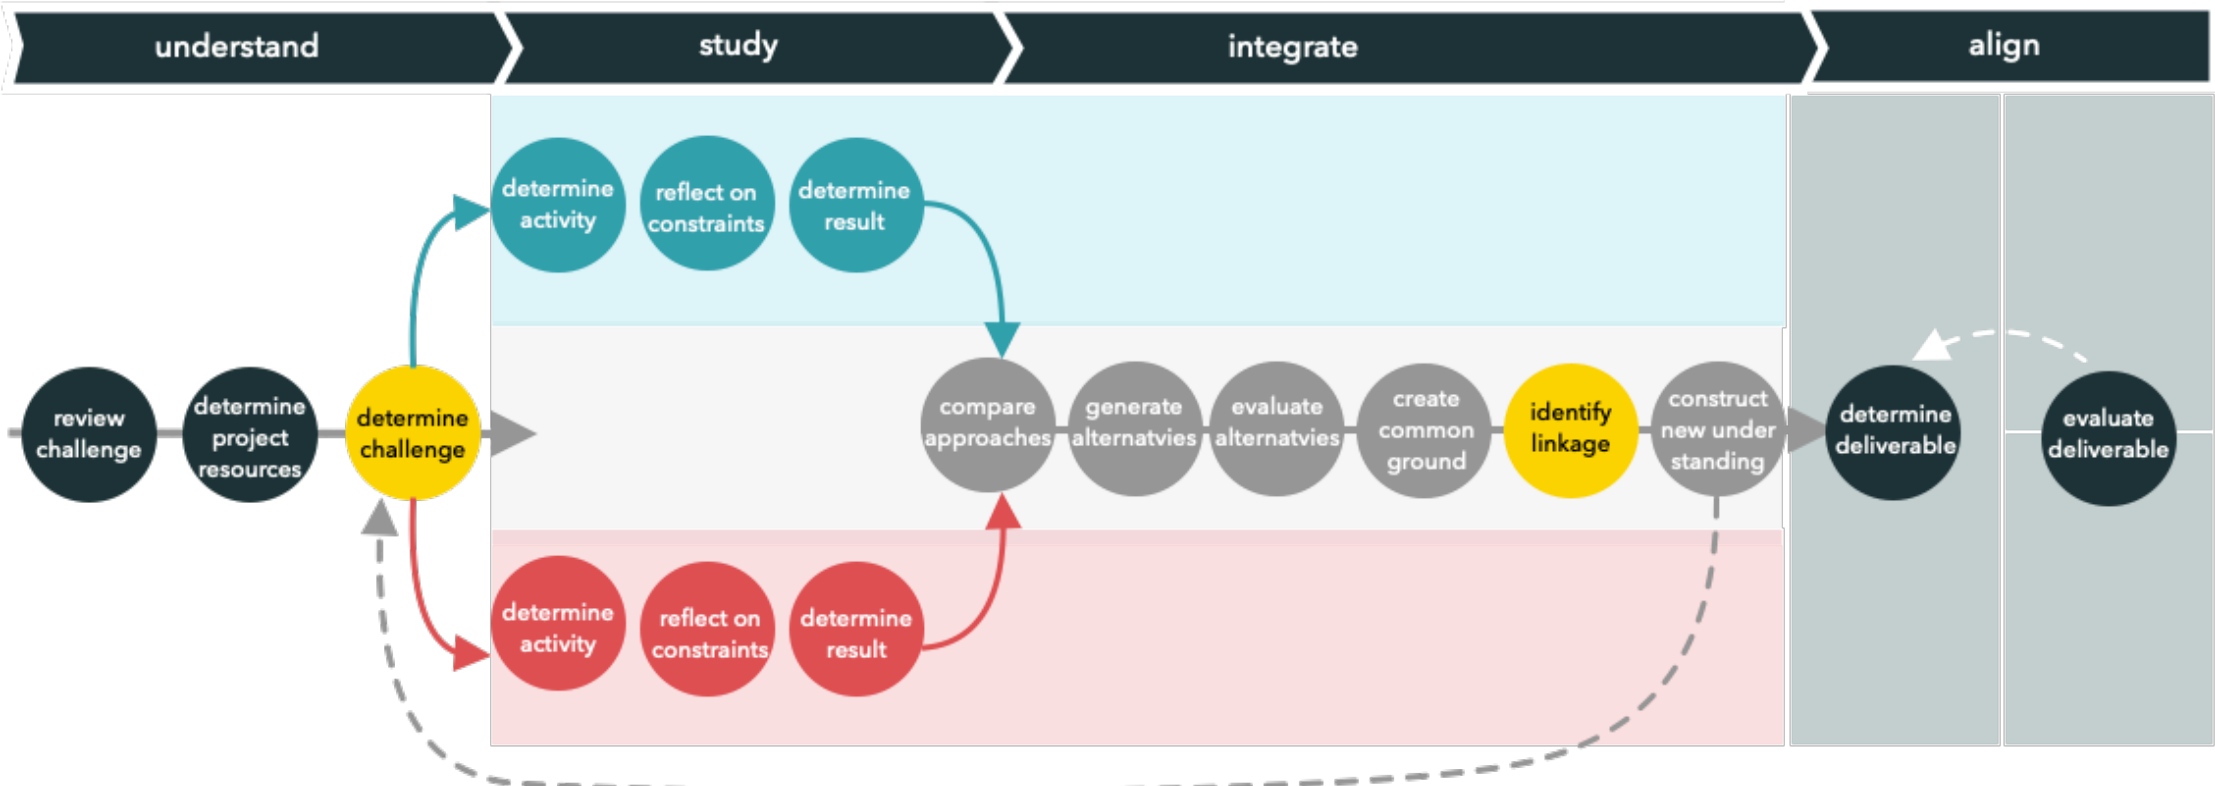 understand
study
integrate
align
review
challenge
determine
project
resources
determine
challenge
determine
activity
reflect on
constraints
determine
result
determine
activity
reflect on
constraints
determine
result
compare
approaches
generate
alternatvies
evaluate
alternatvies
create
common
ground
identify
linkage
construct
new under
standing
determine
deliverable
evaluate
deliverable